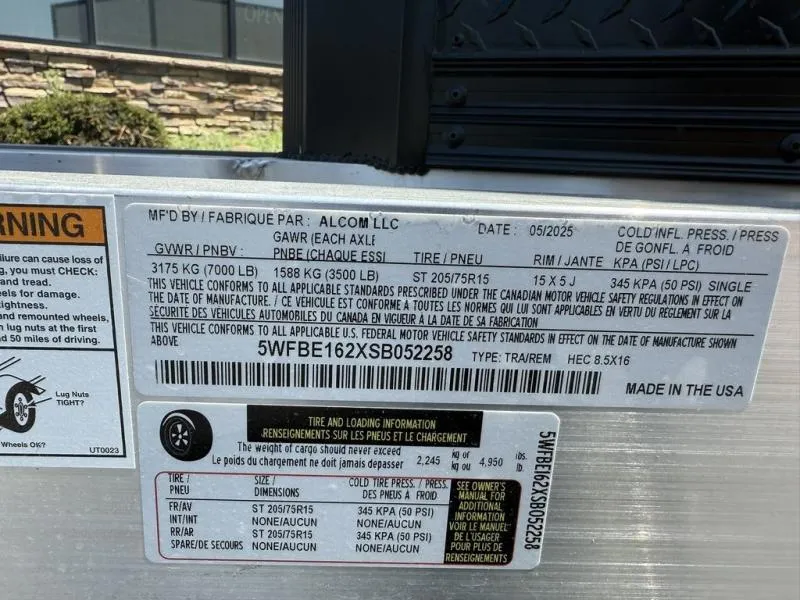 OPEN
RNING
ailure can cause loss of
g, you must CHECK:
and tread.
els for damage.
tightness.
and remounted wheels,
n lug nuts at the first
nd 50 miles of driving.
Lug Nuts
TIGHT?
Wheels OK?
UT0023
MF'D BY / FABRIQUE PAR : ALCOM LLC
DATE : 05/2025
GVWR / PNBV :
GAWR (EACH AXLE
PNBE (CHAQUE ESSI
TIRE / PNEU
RIM / JANTE
COLD INFL. PRESS. / PRESS
DE GONFL. A FROID
KPA (PSI / LPC)
3175 KG (7000 LB) 1588 KG (3500 LB) ST 205/75R15 15 X 5 J 345 KPA (50 PSI) SINGLE
THIS VEHICLE CONFORMS TO ALL APPLICABLE STANDARDS PRESCRIBED UNDER THE CANADIAN MOTOR VEHICLE SAFETY REGULATIONS IN EFFECT ON
THE DATE OF MANUFACTURE. / CE VÉHICULE EST CONFORME À TOUTES LES NORMES QUI LUI SONT APPLICABLES EN VERTU DU RÈGLEMENT SUR LA
SÉCURITÉ DES VÉHICULES AUTOMOBILES DU CANADA EN VIGUEUR À LA DATE DE SA FABRICATION
THIS VEHICLE CONFORMS TO ALL APPLICABLE U.S. FEDERAL MOTOR VEHICLE SAFETY STANDARDS IN EFFECT ON THE DATE OF MANUFACTURE SHOWN
ABOVE
5WFBE162XSB052258 TYPE: TRA/REM HEC 8.5X16
MADE IN THE USA
TIRE AND LOADING INFORMATION
RENSEIGNEMENTS SUR LES PNEUS ET LE CHARGEMENT
The weight of cargo should never exceed
Le poids du chargement ne doit jamais depasser
2,245 kg or
kg ou 4,950 lbs.
lb.
TIRE /
PNEU
SIZE /
DIMENSIONS
COLD TIRE PRESS. / PRESS.
DES PNEUS A FROID
FR/AV ST 205/75R15 345 KPA (50 PSI)
INT/INT NONE/AUCUN NONE/AUCUN
RR/AR ST 205/75R15 345 KPA (50 PSI)
SPARE/DE SECOURS NONE/AUCUN NONE/AUCUN
SEE OWNER'S
MANUAL FOR
ADDITIONAL
INFORMATION
VOIR LE MANUEL
DE L'USAGER
POUR PLUS DE
RENSEIGNEMENTS
5WFBE162XSB052258